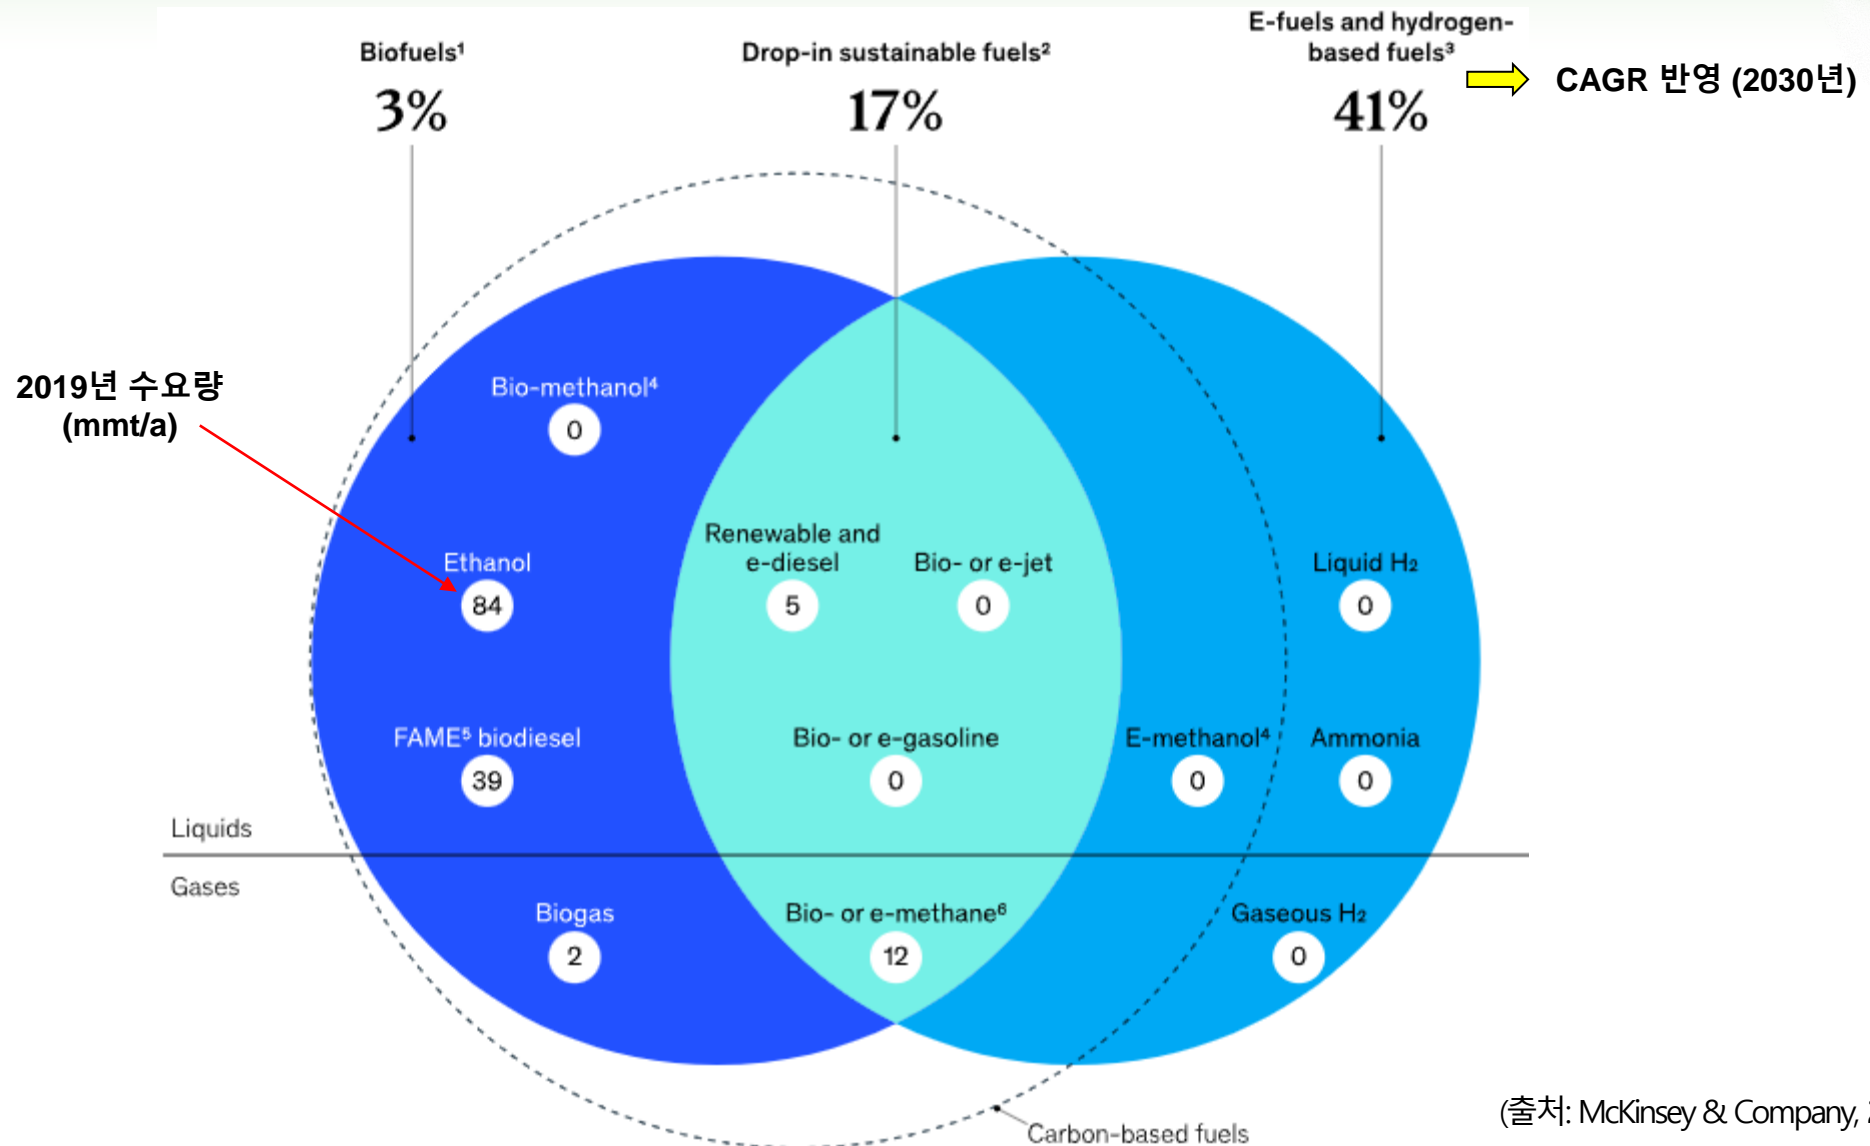 Biofuels¹
3%
Drop-in sustainable fuels²
17%
E-fuels and hydrogen-
based fuels³
41%
CAGR 반영 (2030년)
2019년 수요량
(mmt/a)
Bio-methanol⁴
0
Ethanol
84
Renewable and
e-diesel
5
Bio- or e-jet
0
Liquid H₂
0
FAME⁵ biodiesel
39
Bio- or e-gasoline
0
E-methanol⁴
0
Ammonia
0
Liquids
Gases
Biogas
2
Bio- or e-methane⁶
12
Gaseous H₂
0
Carbon-based fuels
(출처: McKinsey & Company,